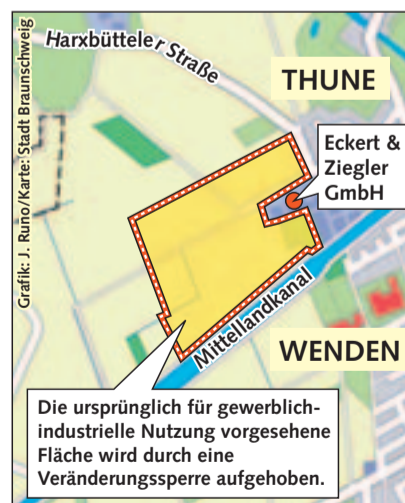 Harxbütteler Straße
THUNE
Grafik: J. Runo/Karte: Stadt Braunschweig
Eckert &
Ziegler
GmbH
Mittellandkanal
WENDEN
Die ursprünglich für gewerblich-
industrielle Nutzung vorgesehene
Fläche wird durch eine
Veränderungssperre aufgehoben.